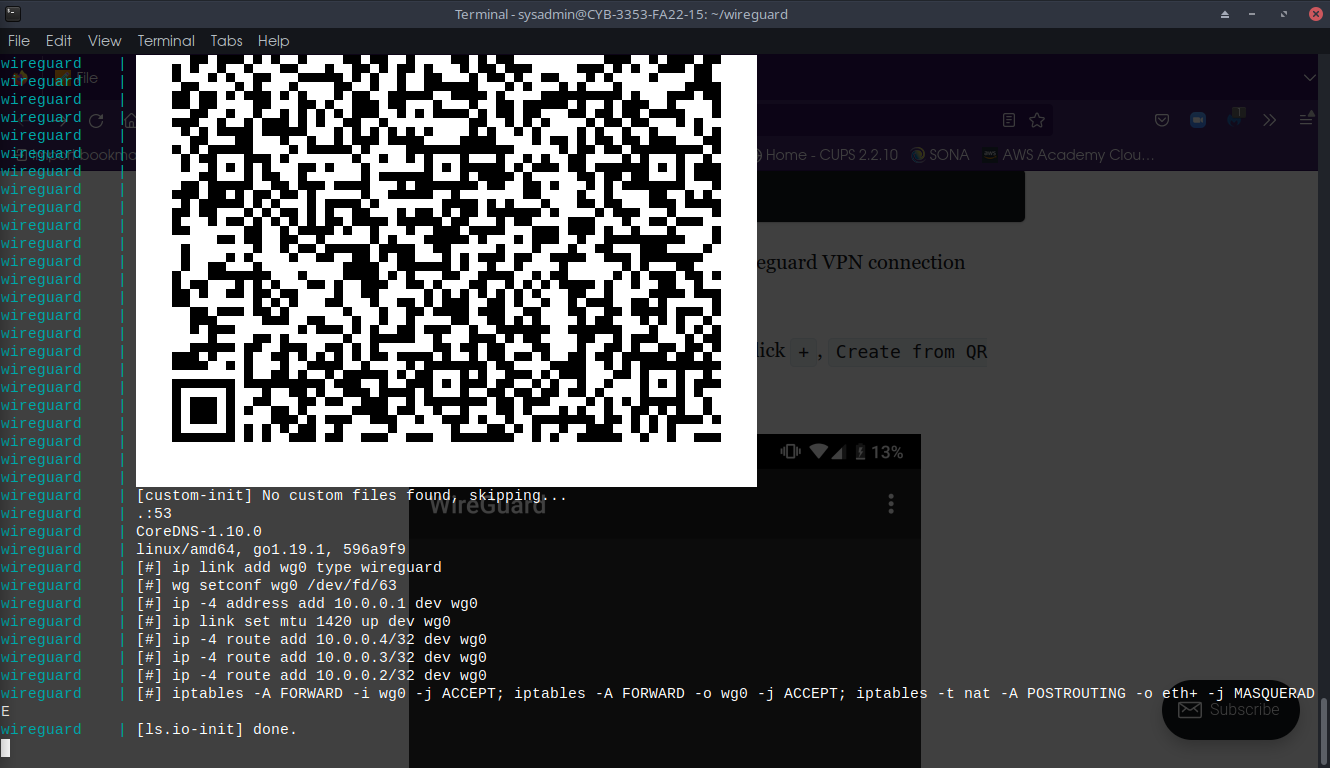 Terminal - sysadmin@CYB-3353-FA22-15: ~/wireguard
File Edit View Terminal Tabs Help
wireguard |
wireguard | File
wireguard |
wireguard |
wireguard |
wireguard | Home - CUPS 2.2.10 SONA AWS Academy Clou...
wireguard |
wireguard |
wireguard |
wireguard |
wireguard |
wireguard | eguard VPN connection
wireguard |
wireguard |
wireguard |
wireguard |
wireguard | lick + , Create from QR
wireguard |
wireguard |
wireguard |
wireguard |
wireguard |
wireguard | 13%
wireguard |
wireguard | [custom-init] No custom files found, skipping...
WireGuard
wireguard | .:53
wireguard | CoreDNS-1.10.0
wireguard | linux/amd64, go1.19.1, 596a9f9
wireguard | [#] ip link add wg0 type wireguard
wireguard | [#] wg setconf wg0 /dev/fd/63
wireguard | [#] ip -4 address add 10.0.0.1 dev wg0
wireguard | [#] ip link set mtu 1420 up dev wg0
wireguard | [#] ip -4 route add 10.0.0.4/32 dev wg0
wireguard | [#] ip -4 route add 10.0.0.3/32 dev wg0
wireguard | [#] ip -4 route add 10.0.0.2/32 dev wg0
wireguard | [#] iptables -A FORWARD -i wg0 -j ACCEPT; iptables -A FORWARD -o wg0 -j ACCEPT; iptables -t nat -A POSTROUTING -o eth+ -j MASQUERAD
E
Subscribe
wireguard | [ls.io-init] done.